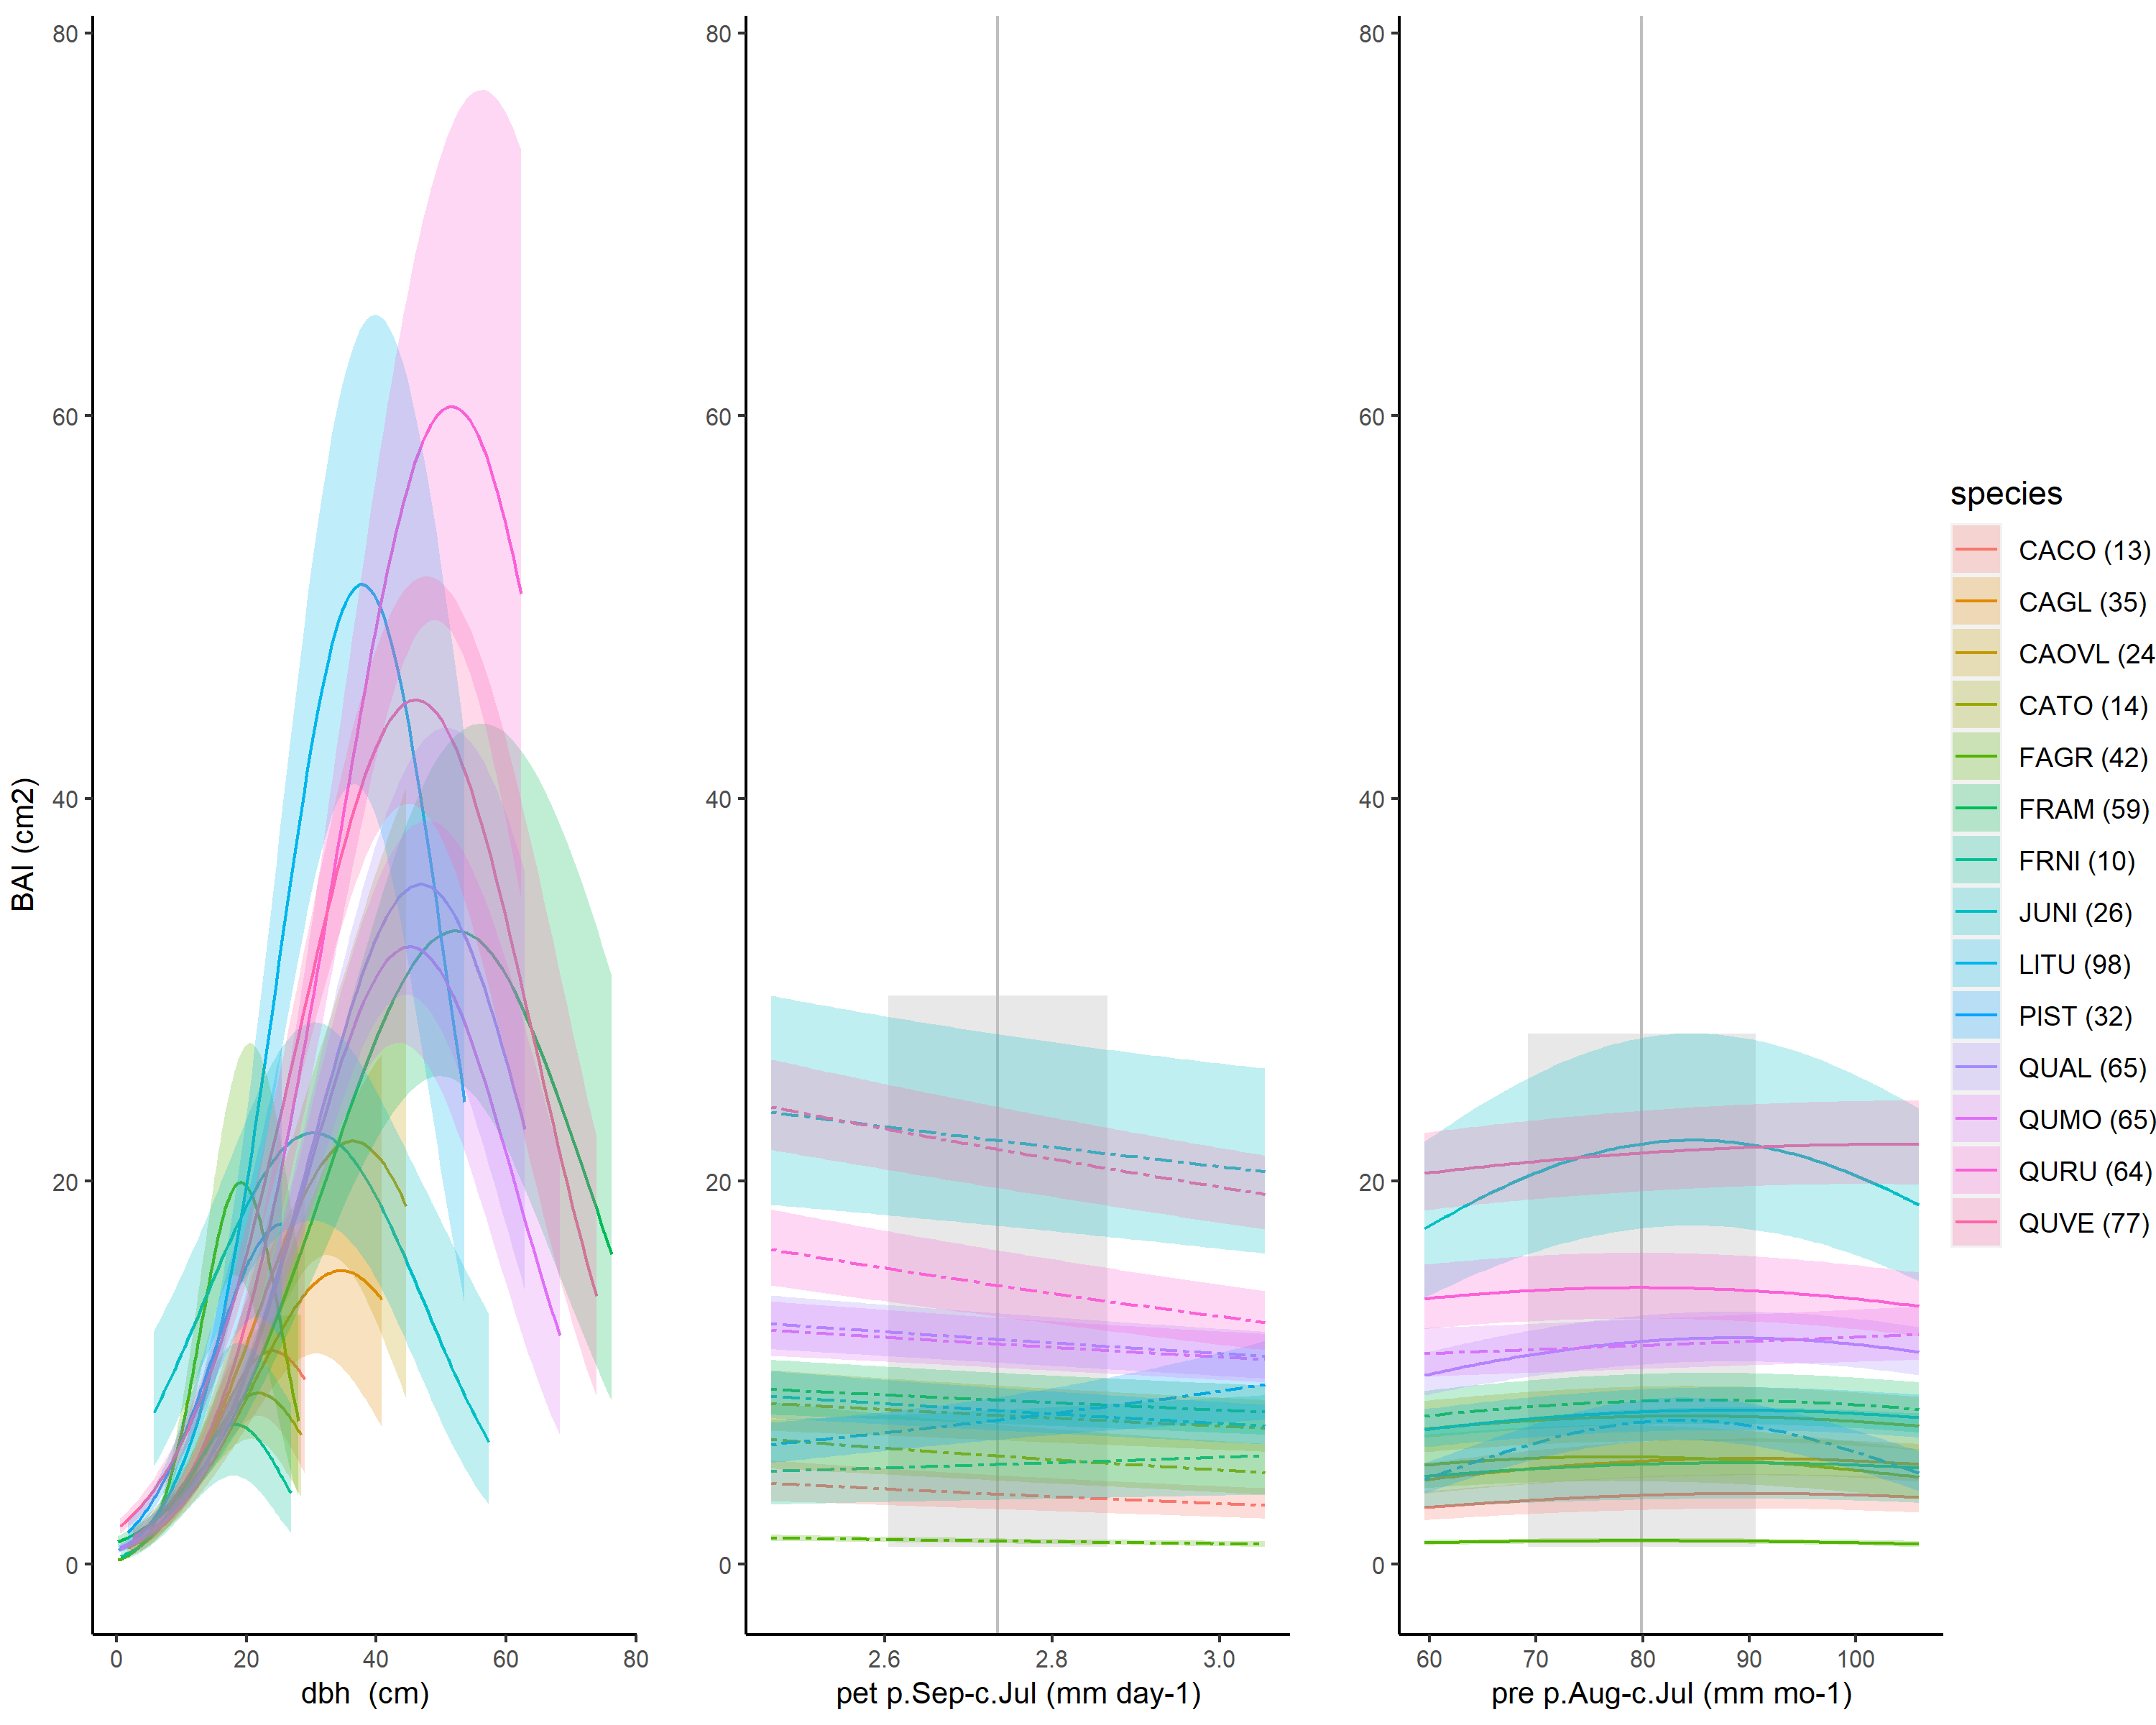 BAI (cm2)
80
60
40
20
0
0 20 40 60 80
dbh (cm)
80
60
40
20
0
2.6 2.8 3.0
pet p.Sep-c.Jul (mm day-1)
80
60
40
20
0
60 70 80 90 100
pre p.Aug-c.Jul (mm mo-1)
species
CACO (13)
CAGL (35)
CAOVL (24
CATO (14)
FAGR (42)
FRAM (59)
FRNI (10)
JUNI (26)
LITU (98)
PIST (32)
QUAL (65)
QUMO (65)
QURU (64)
QUVE (77)